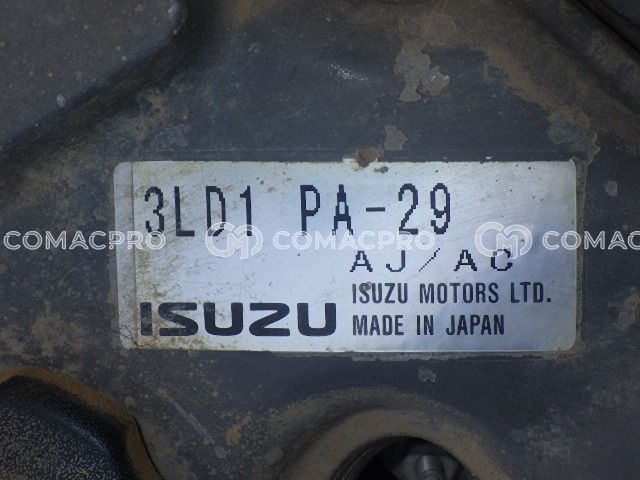 3LD1 PA-29
COMACPRO COMACPRO COMACPRO
AJ/AC
ISUZU ISUZU MOTORS LTD.
MADE IN JAPAN